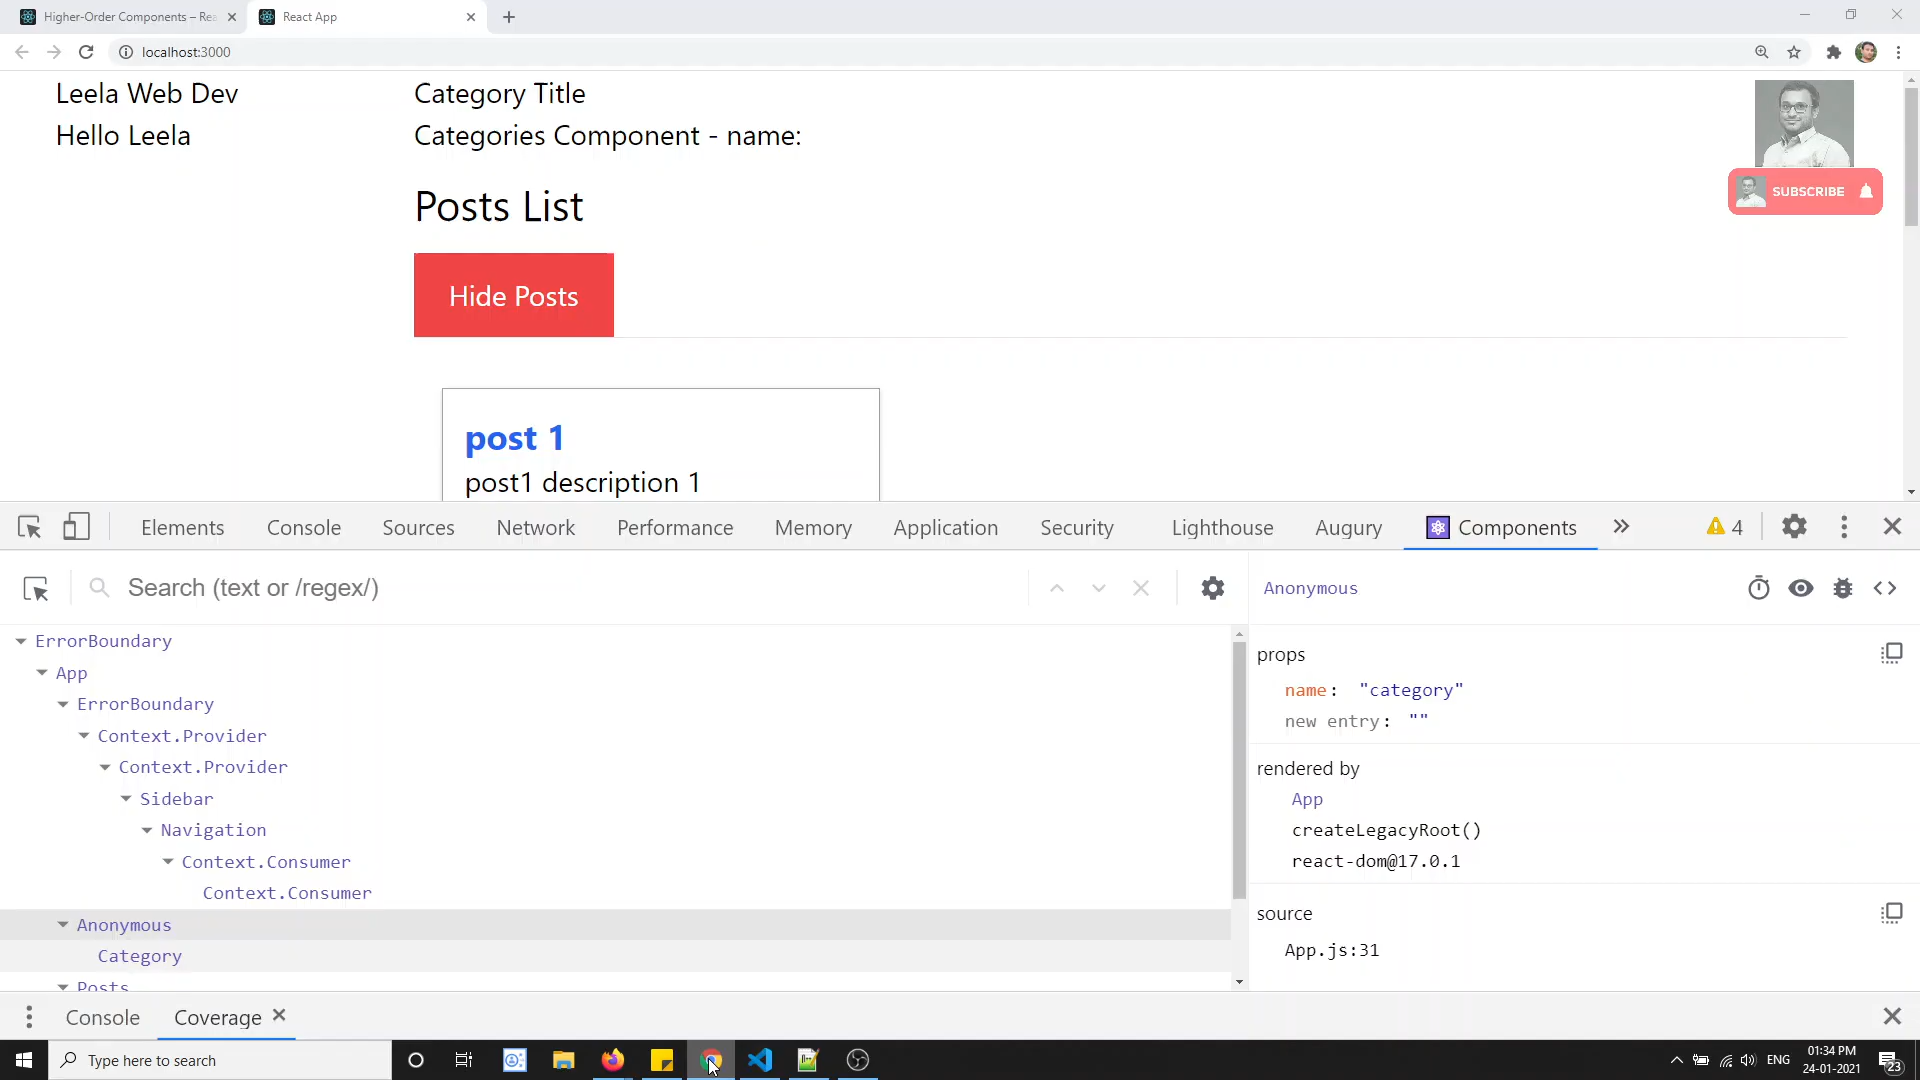 Higher-Order Components – Rea
React App
localhost:3000
Leela Web Dev
Hello Leela
Category Title
Categories Component - name:
Posts List
Hide Posts
post 1
post1 description 1
SUBSCRIBE
Elements
Console
Sources
Network
Performance
Memory
Application
Security
Lighthouse
Augury
Components
4
Search (text or /regex/)
ErrorBoundary
App
ErrorBoundary
Context.Provider
Context.Provider
Sidebar
Navigation
Context.Consumer
Context.Consumer
Anonymous
Category
Posts
Anonymous
props
name: "category"
new entry: ""
rendered by
App
createLegacyRoot()
react-dom@17.0.1
source
App.js:31
Console
Coverage
Type here to search
ENG
01:34 PM
24-01-2021
23